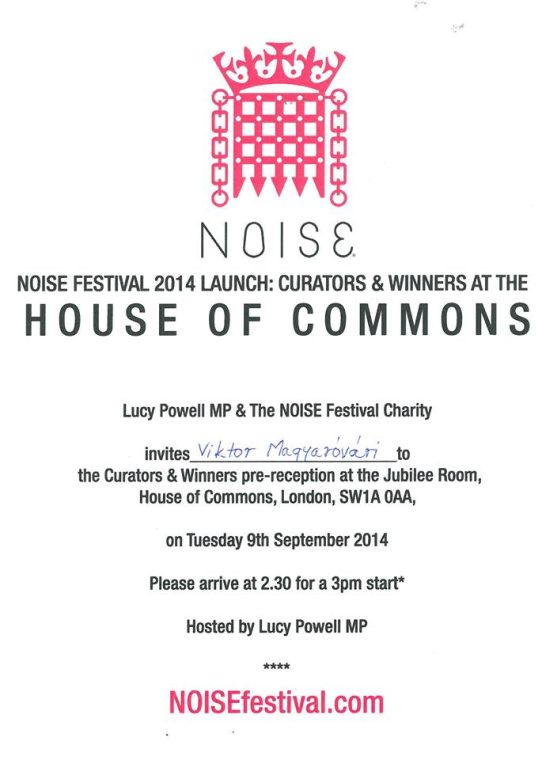 NOISE
NOISE FESTIVAL 2014 LAUNCH: CURATORS & WINNERS AT THE
HOUSE OF COMMONS
Lucy Powell MP & The NOISE Festival Charity
invites Viktor Magyaróvári to
the Curators & Winners pre-reception at the Jubilee Room,
House of Commons, London, SW1A 0AA,
on Tuesday 9th September 2014
Please arrive at 2.30 for a 3pm start*
Hosted by Lucy Powell MP
****
NOISEfestival.com